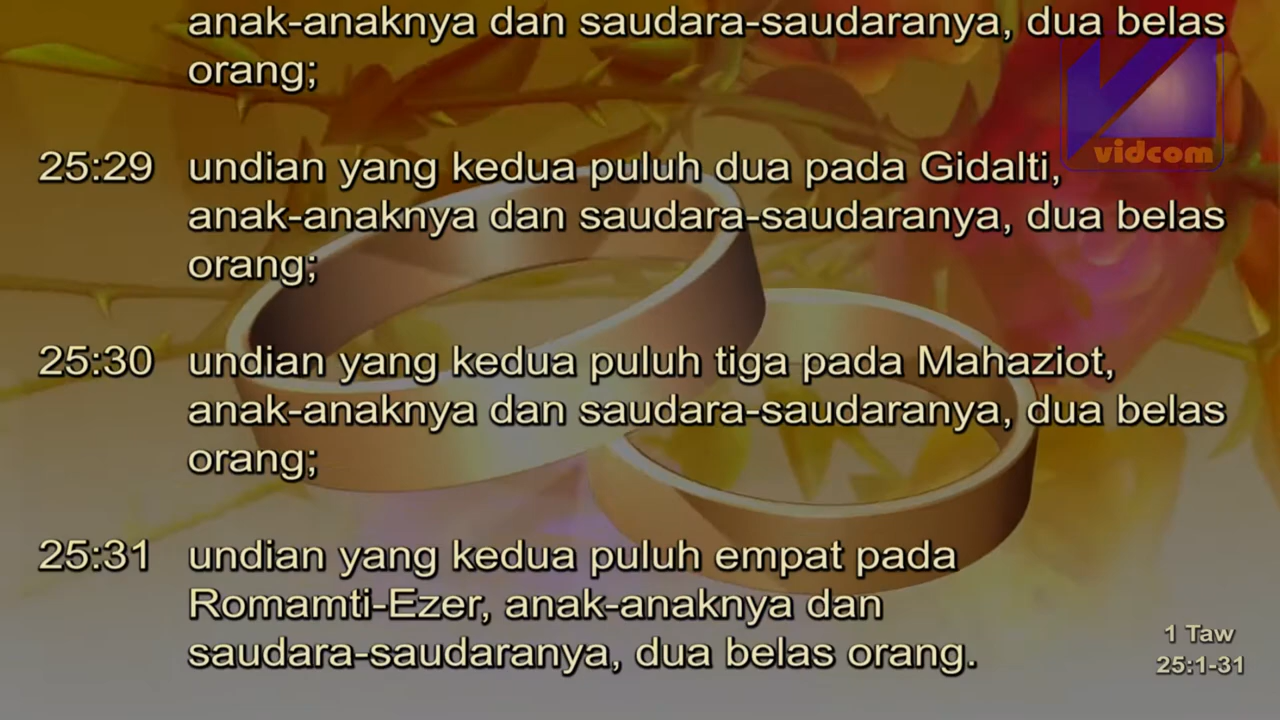 anak-anaknya dan saudara-saudaranya, dua belas
orang;
vidcom
25:29 undian yang kedua puluh dua pada Gidalti,
anak-anaknya dan saudara-saudaranya, dua belas
orang;
25:30 undian yang kedua puluh tiga pada Mahaziot,
anak-anaknya dan saudara-saudaranya, dua belas
orang;
25:31 undian yang kedua puluh empat pada
Romamti-Ezer, anak-anaknya dan
saudara-saudaranya, dua belas orang.
1 Taw
25:1-31